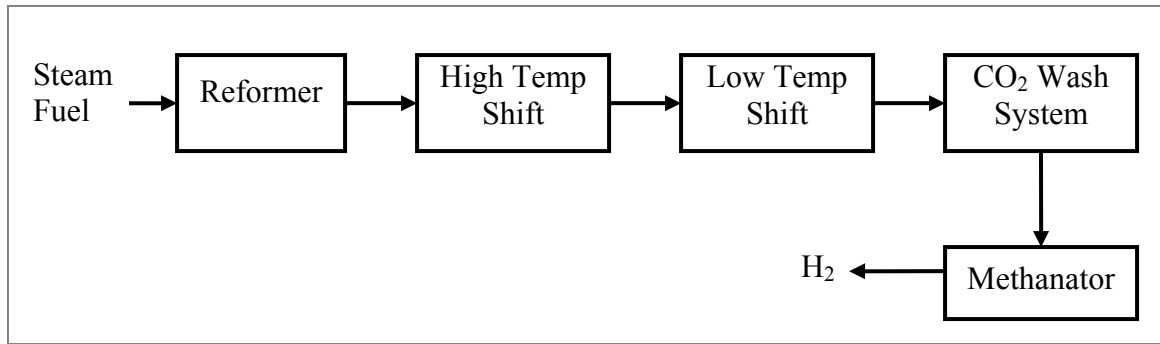 Steam
Fuel
Reformer
High Temp
Shift
Low Temp
Shift
CO₂ Wash
System
Methanator
H₂